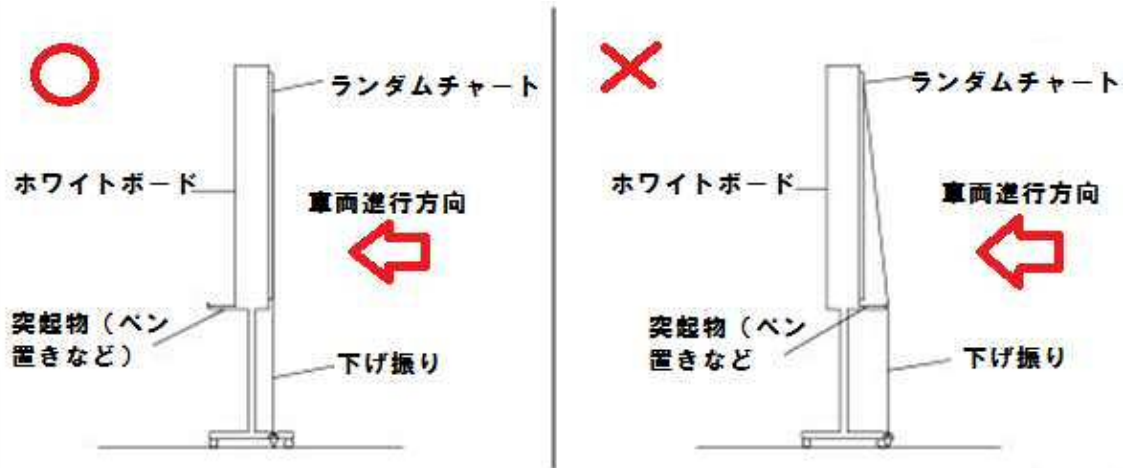 ランダムチャート
ホワイトボード
車両進行方向
突起物（ペン
置きなど）
下げ振り
ランダムチャート
ホワイトボード
車両進行方向
突起物（ペン
置きなど
下げ振り